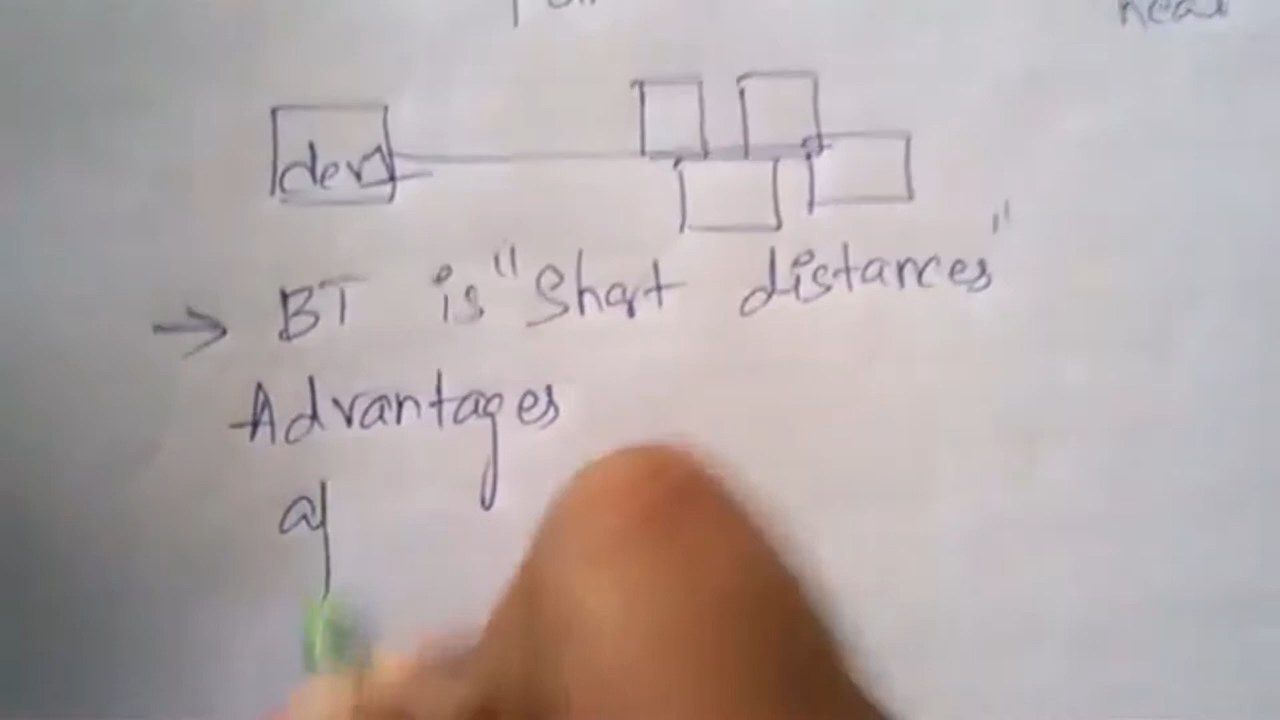 dev
→ BT is "Short distances"
Advantages
a)